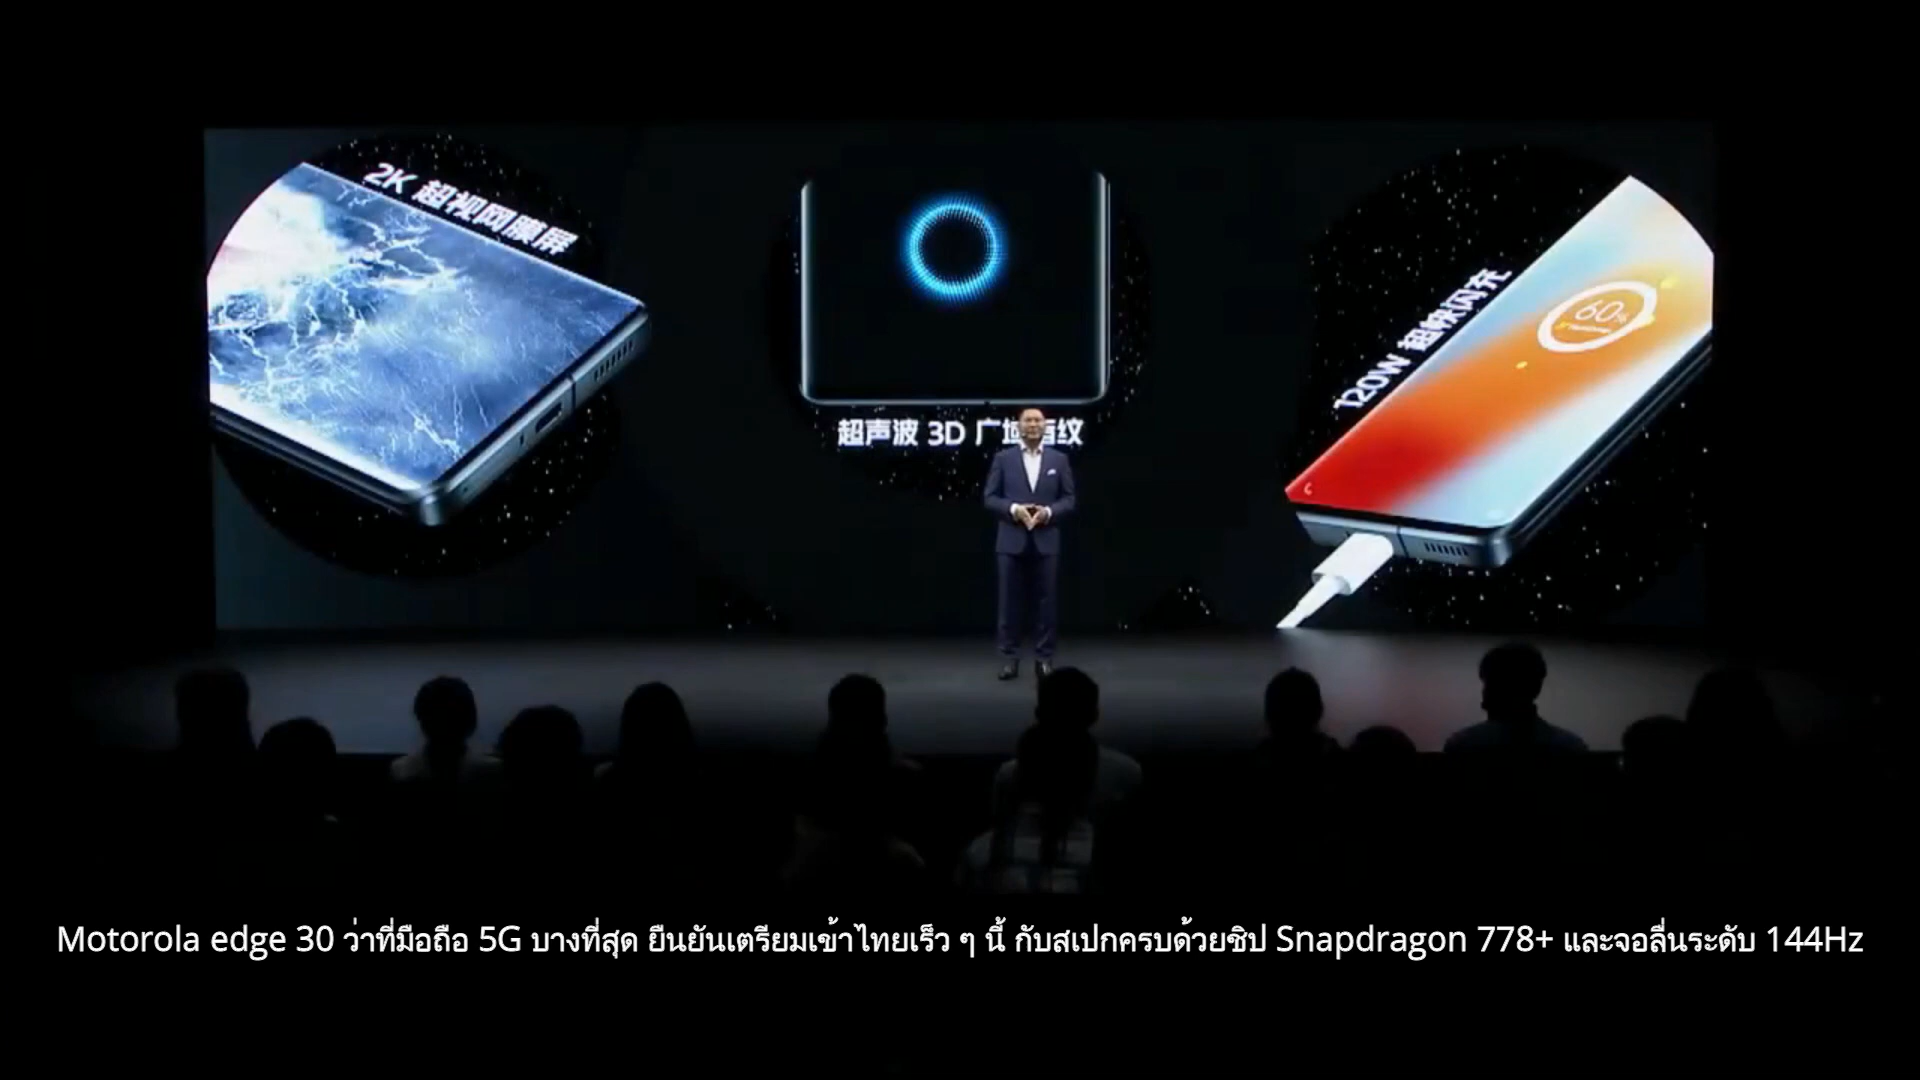 2K 超视网膜屏
超声波 3D 广域指纹
120W 超快闪充
60%
Motorola edge 30 ว่าที่มือถือ 5G บางที่สุด ยืนยันเตรียมเข้าไทยเร็ว ๆ นี้ กับสเปกครบด้วยชิป Snapdragon 778+ และจอลื่นระดับ 144Hz